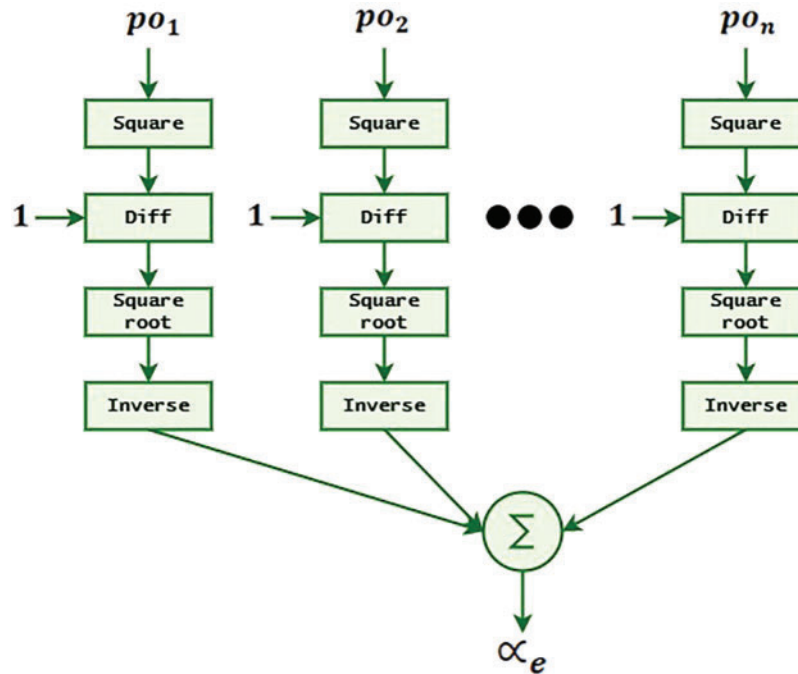 po₁ po₂ poₙ
Square Square Square
1 Diff 1 Diff 1 Diff
Square root Square root Square root
Inverse Inverse Inverse
Σ
∝ₑ